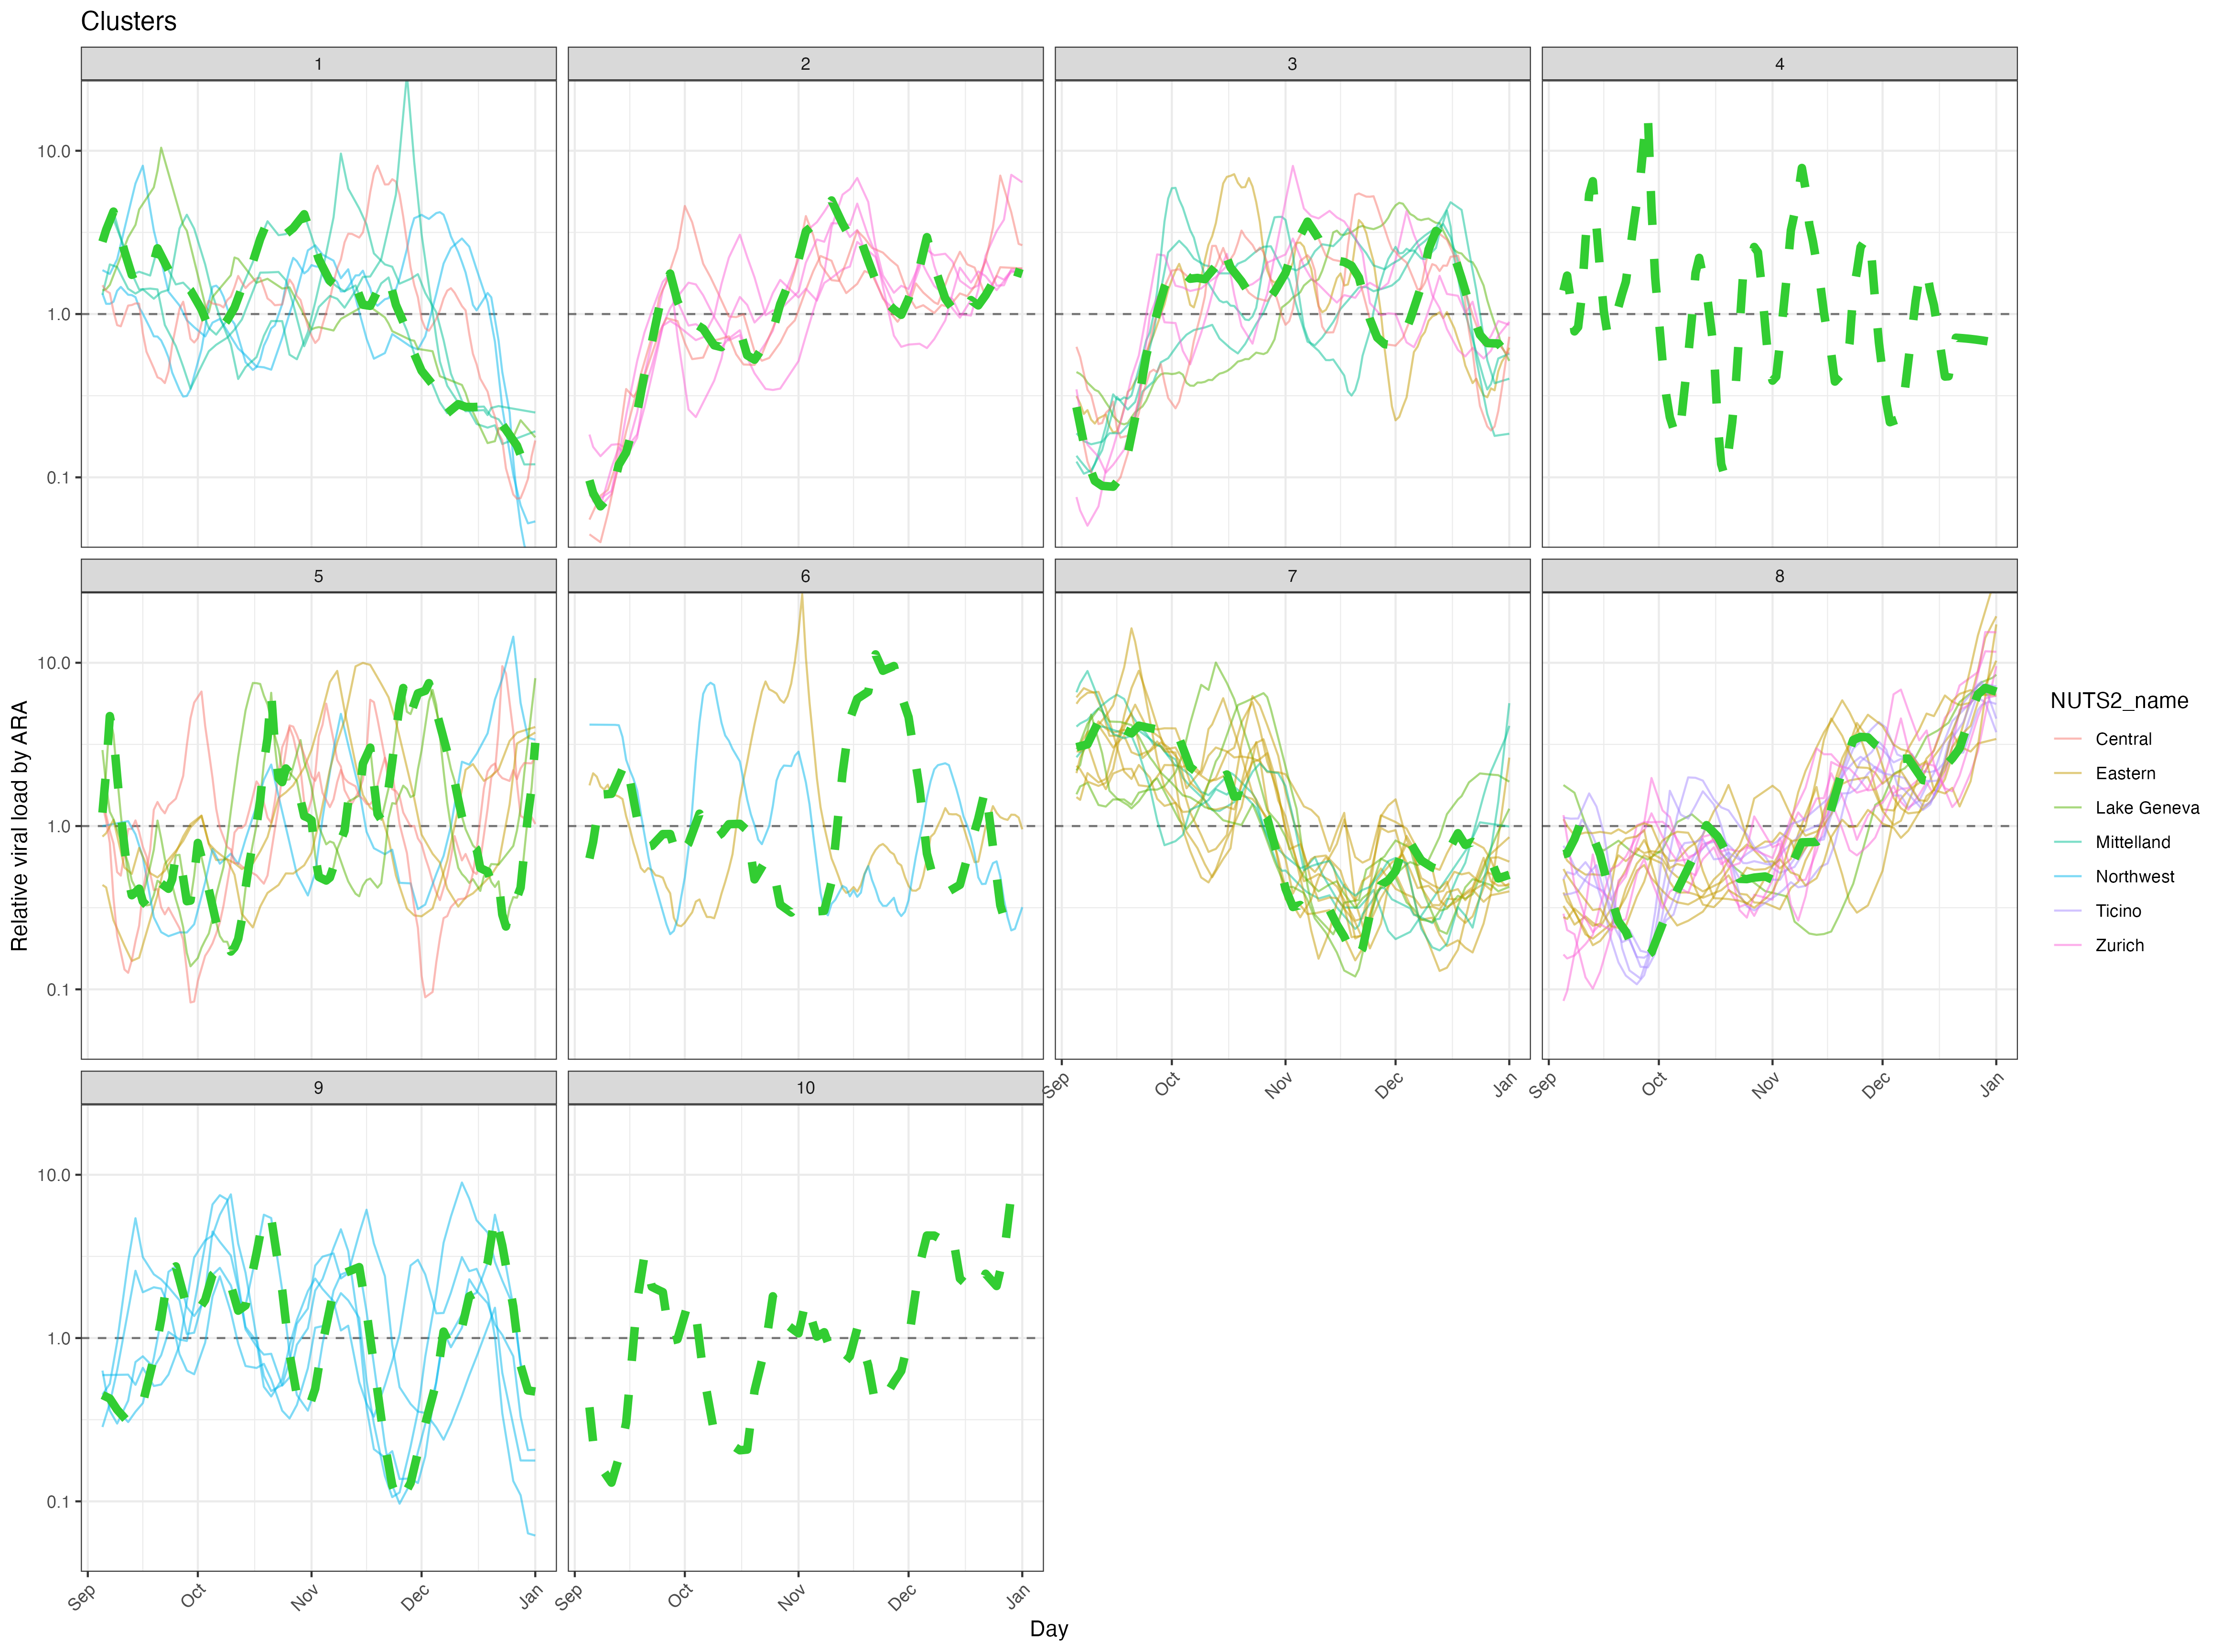 Clusters
1
2
3
4
10.0
1.0
0.1
5
6
7
8
10.0
1.0
0.1
Sep
Oct
Nov
Dec
Jan
Sep
Oct
Nov
Dec
Jan
9
10
10.0
1.0
0.1
Sep
Oct
Nov
Dec
Jan
Sep
Oct
Nov
Dec
Jan
Day
Relative viral load by ARA
NUTS2_name
Central
Eastern
Lake Geneva
Mittelland
Northwest
Ticino
Zurich